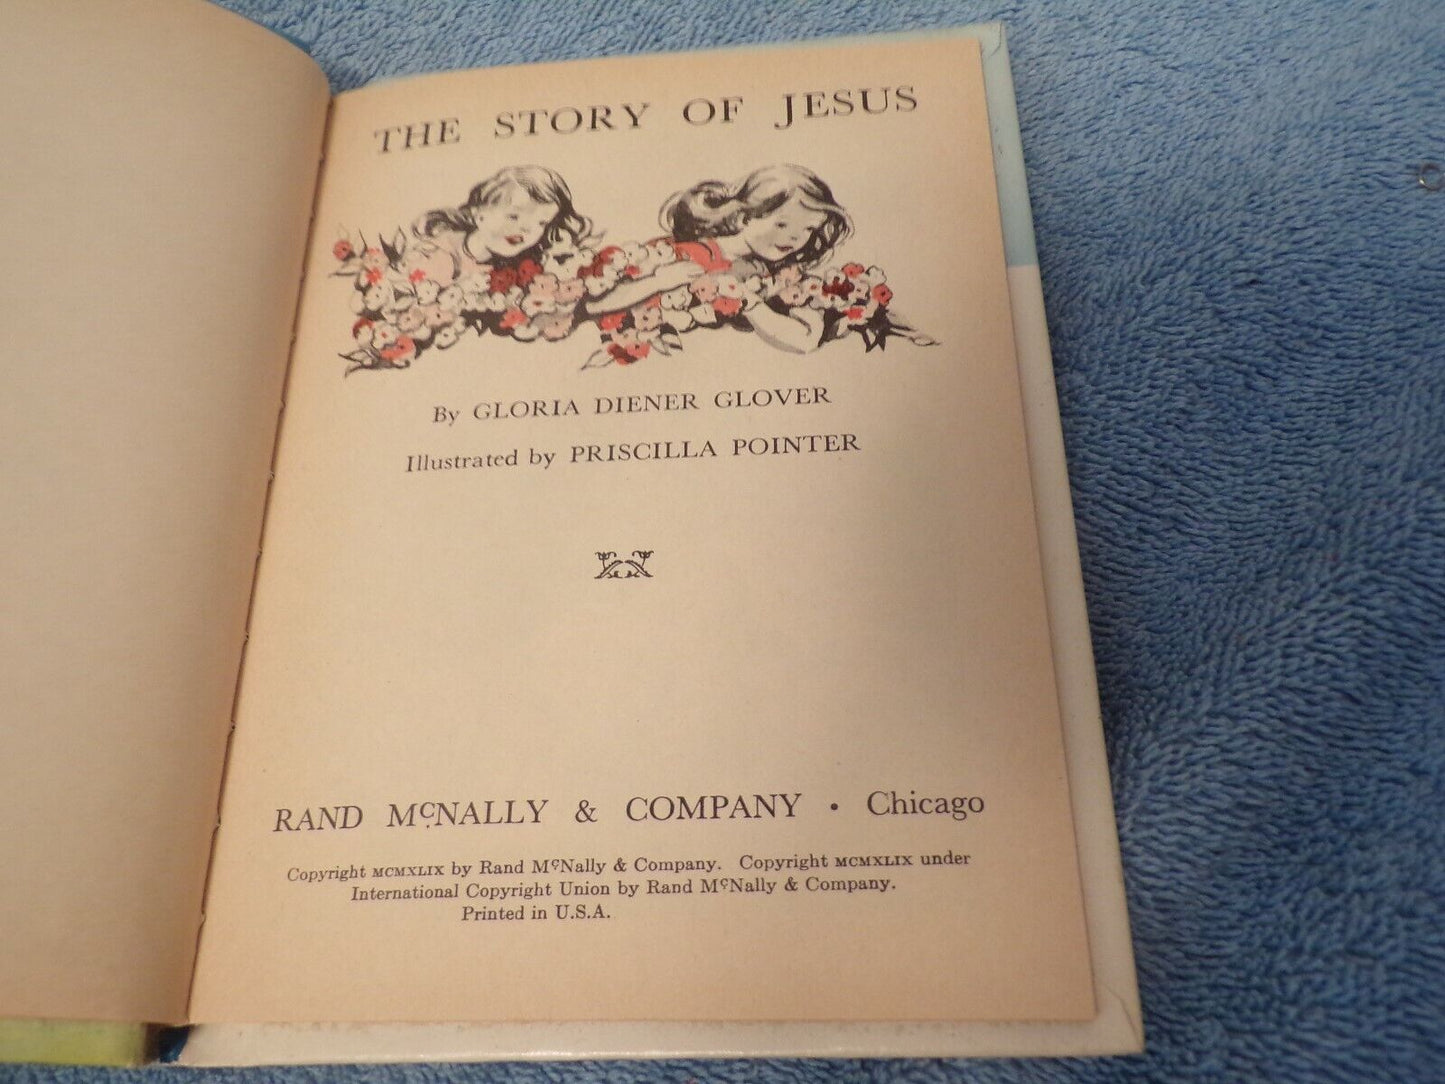 THE STORY OF JESUS
By GLORIA DIENER GLOVER
Illustrated by PRISCILLA POINTER
RAND MᶜNALLY & COMPANY • Chicago
Copyright MCMXLIX by Rand MᶜNally & Company. Copyright MCMXLIX under
International Copyright Union by Rand MᶜNally & Company.
Printed in U.S.A.